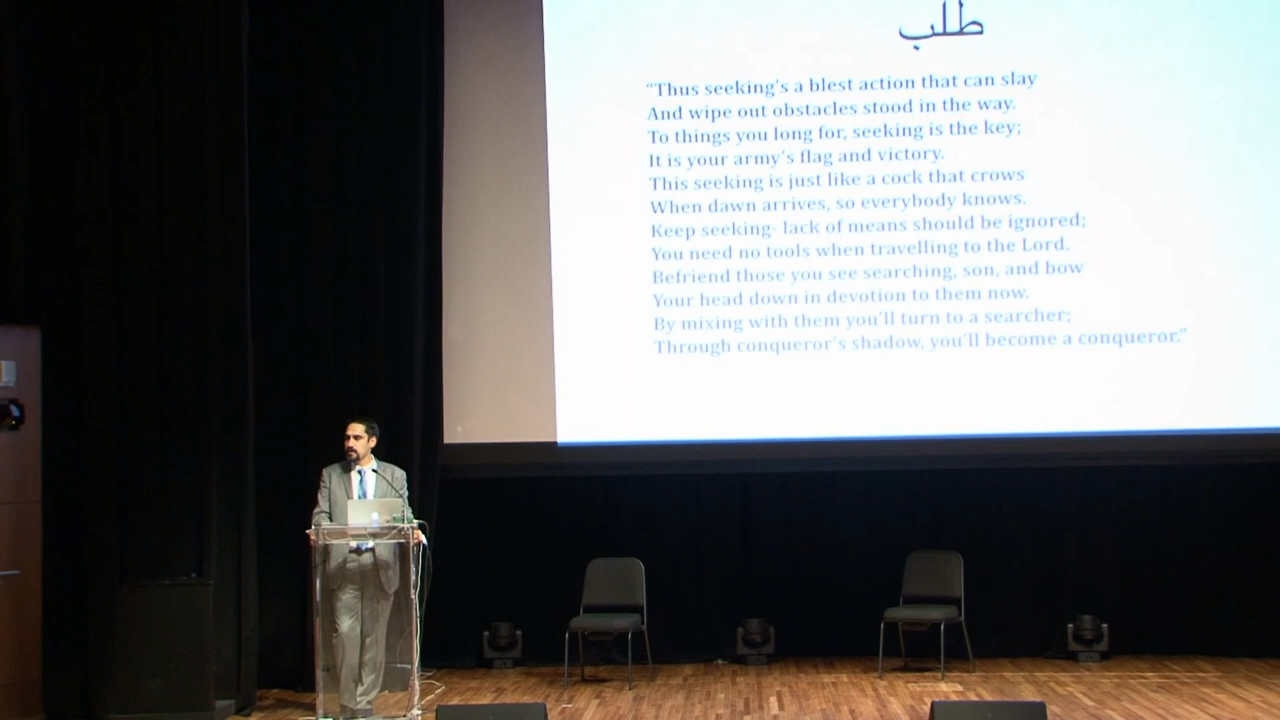 طلب
“Thus seeking's a blest action that can slay
And wipe out obstacles stood in the way.
To things you long for, seeking is the key;
It is your army's flag and victory.
This seeking is just like a cock that crows
When dawn arrives, so everybody knows.
Keep seeking- lack of means should be ignored;
You need no tools when travelling to the Lord.
Befriend those you see searching, son, and bow
Your head down in devotion to them now.
By mixing with them you'll turn to a searcher;
Through conqueror's shadow, you'll become a conqueror.”